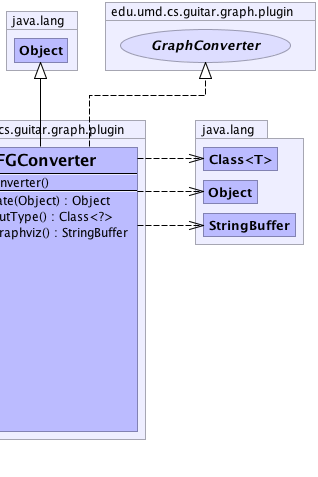 java.lang
Object
edu.umd.cs.guitar.graph.plugin
GraphConverter
cs.guitar.graph.plugin
FGConverter
nverter()
ate(Object) : Object
utType() : Class<?>
raphviz() : StringBuffer
java.lang
Class<T>
Object
StringBuffer